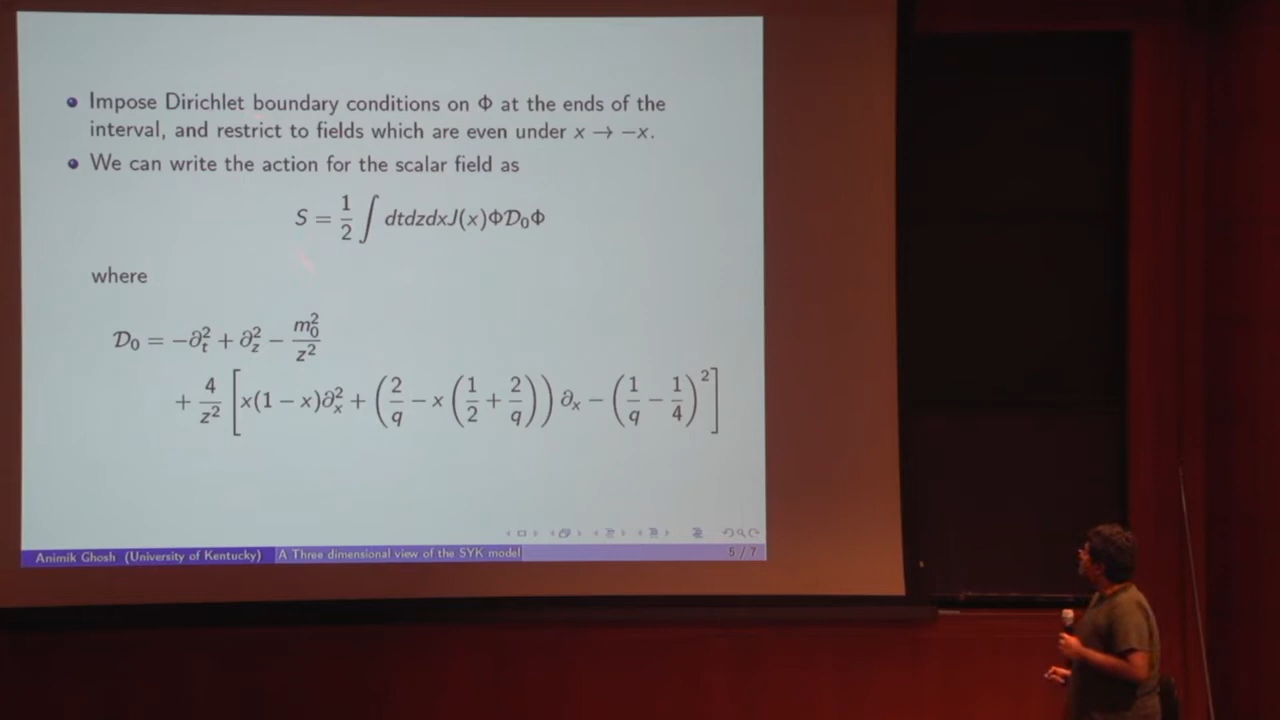 • Impose Dirichlet boundary conditions on Φ at the ends of the
interval, and restrict to fields which are even under x → −x.
• We can write the action for the scalar field as
S = 1/2 ∫ dtdzdxJ(x)Φ𝒟₀Φ
where
𝒟₀ = −∂ₜ² + ∂_z² − m₀²/z²
+ 4/z² [x(1 − x)∂ₓ² + (2/q − x(1/2 + 2/q))∂ₓ − (1/q − 1/4)²]
Animik Ghosh (University of Kentucky) A Three dimensional view of the SYK model 5 / 7